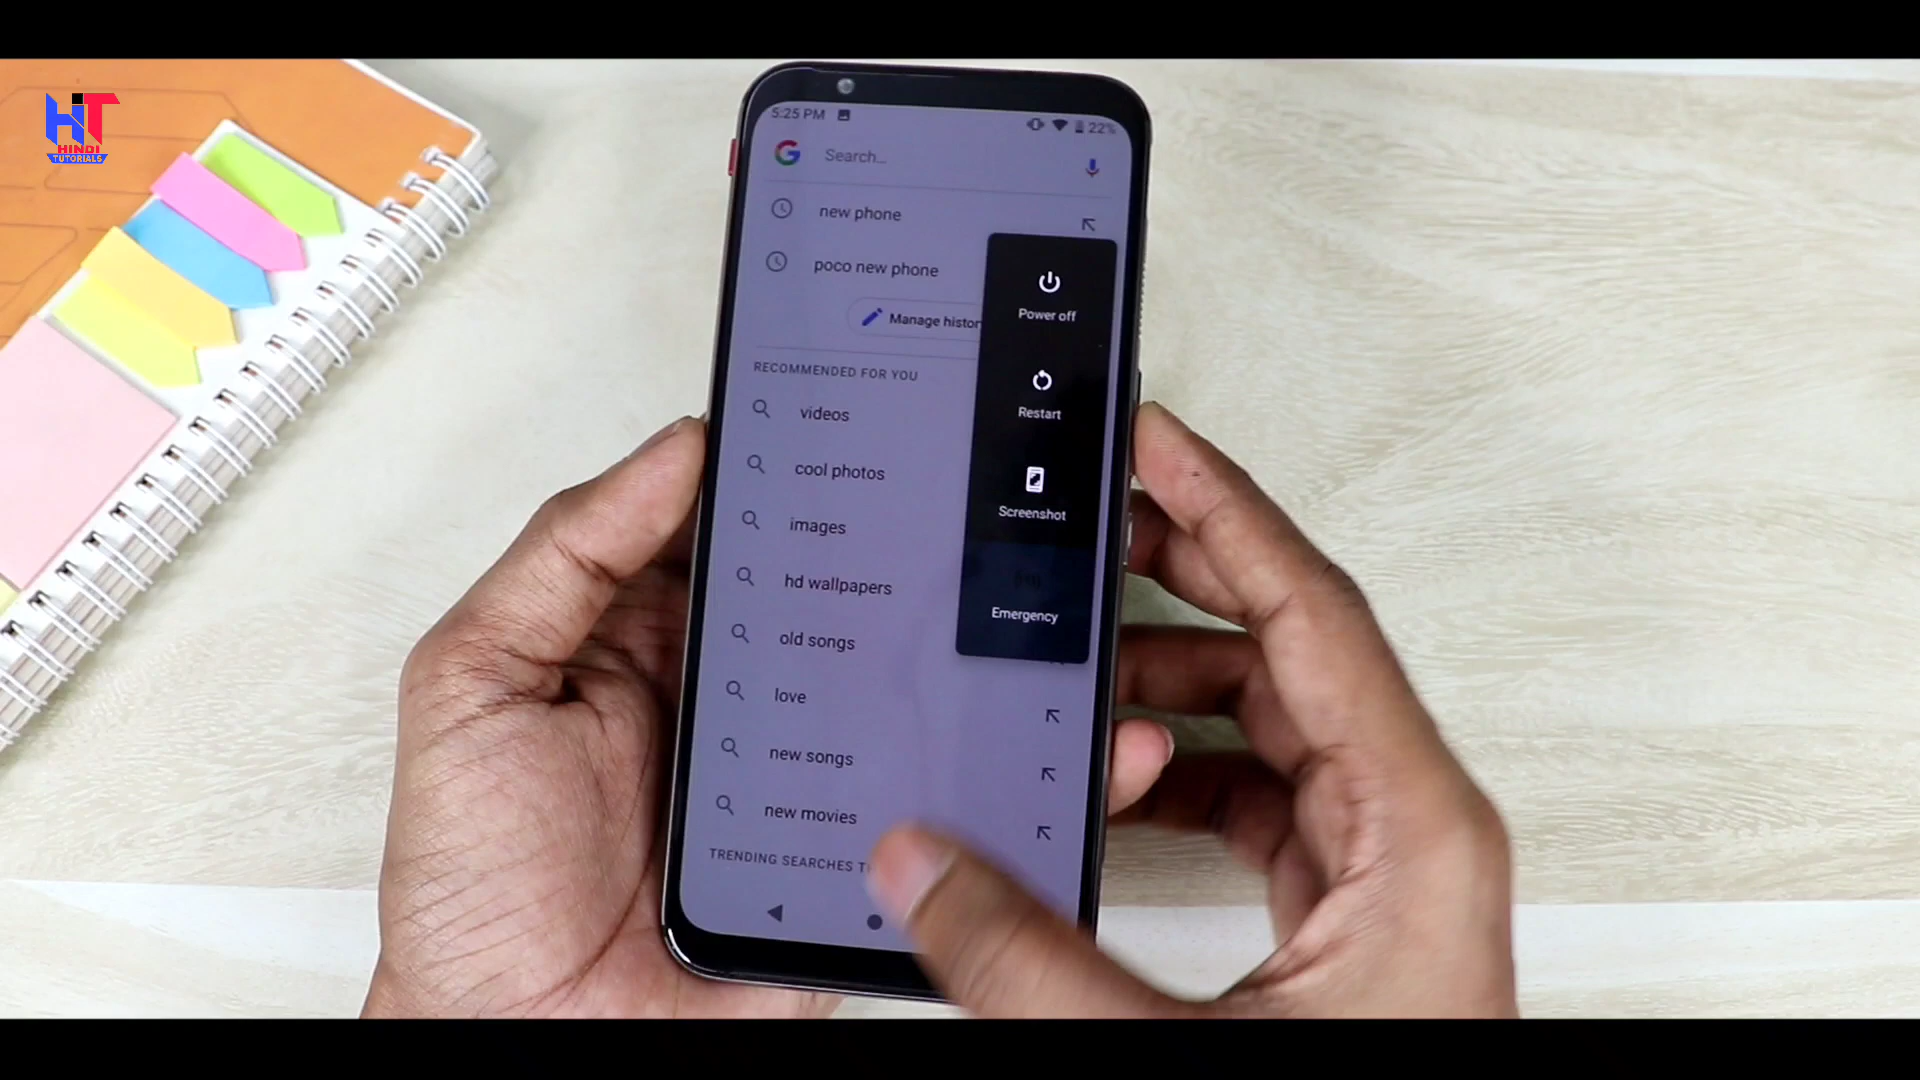 HiT
HINDI
TUTORIALS
5:25 PM
22%
Search...
new phone
poco new phone
Manage histor
RECOMMENDED FOR YOU
videos
cool photos
images
hd wallpapers
old songs
love
new songs
new movies
TRENDING SEARCHES T
Power off
Restart
Screenshot
Emergency